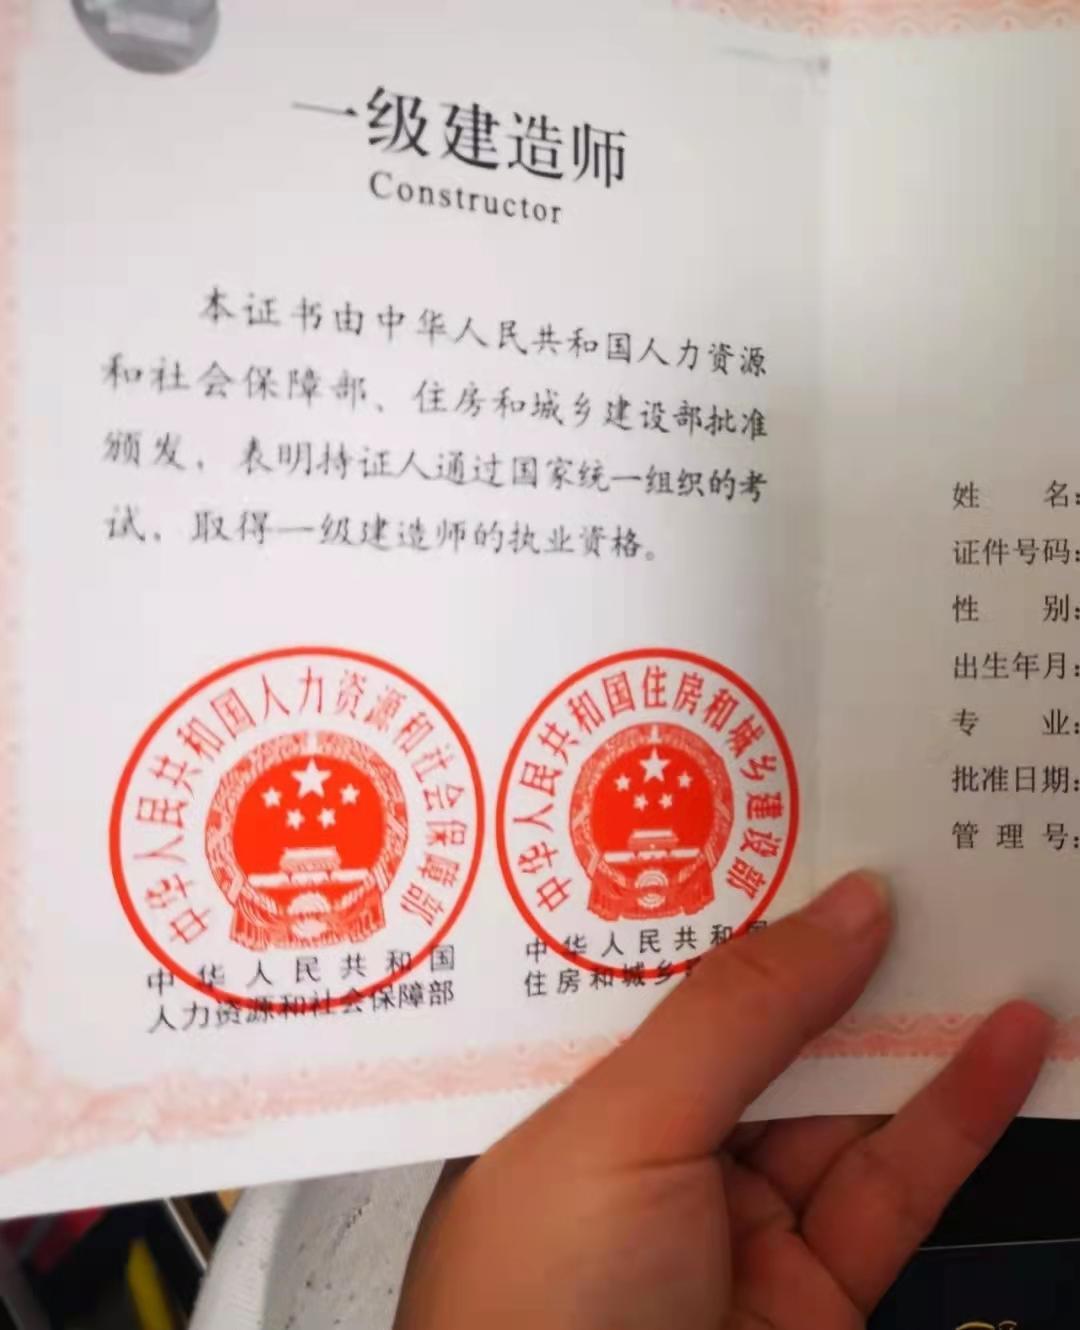 一级建造师
Constructor
本证书由中华人民共和国人力资源
和社会保障部、住房和城乡建设部批准
颁发，表明持证人通过国家统一组织的考
试，取得一级建造师的执业资格。
中华人民共和国人力资源和社会保障部
中华人民共和国住房和城乡建设部
中华人民共和国
人力资源和社会保障部
中华人民共和国
住房和城乡
姓名：
证件号码：
性别：
出生年月：
专业：
批准日期：
管理号：